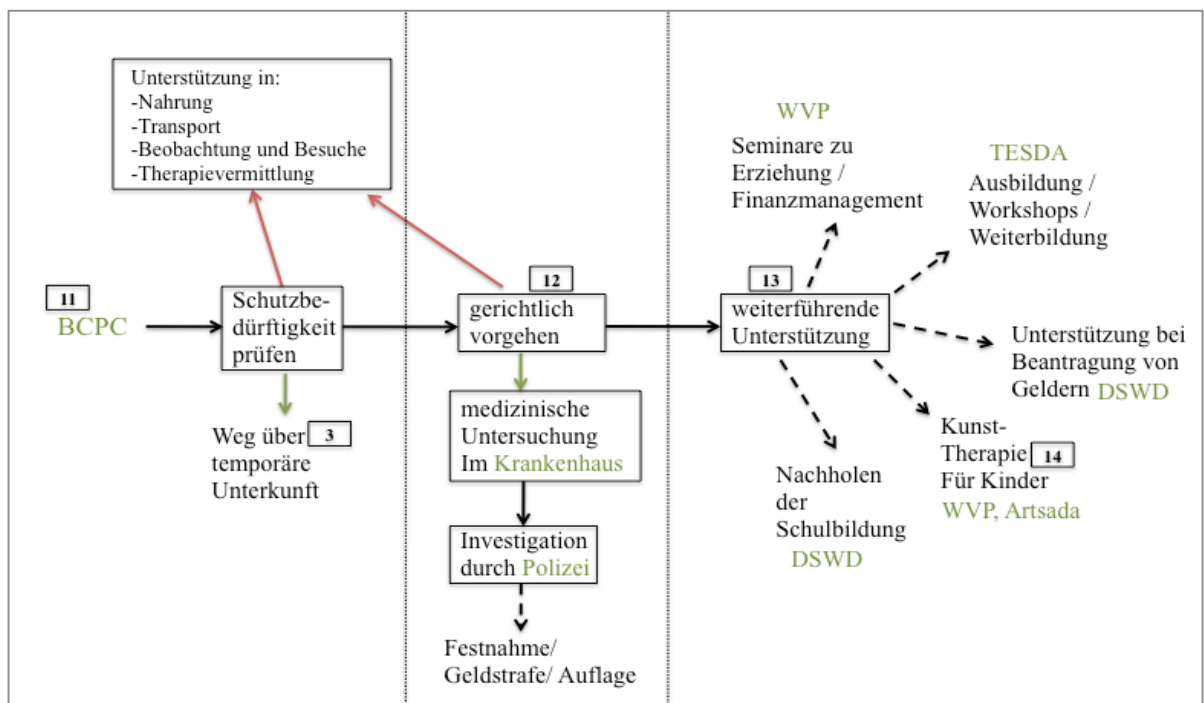 Unterstützung in:
-Nahrung
-Transport
-Beobachtung und Besuche
-Therapievermittlung
11
BCPC
Schutzbe-
dürftigkeit
prüfen
Weg über 3
temporäre
Unterkunft
12
gerichtlich
vorgehen
medizinische
Untersuchung
Im Krankenhaus
Investigation
durch Polizei
Festnahme/
Geldstrafe/ Auflage
13
weiterführende
Unterstützung
WVP
Seminare zu
Erziehung /
Finanzmanagement
TESDA
Ausbildung /
Workshops /
Weiterbildung
Unterstützung bei
Beantragung von
Geldern DSWD
Kunst-
Therapie 14
Für Kinder
WVP, Artsada
Nachholen
der
Schulbildung
DSWD